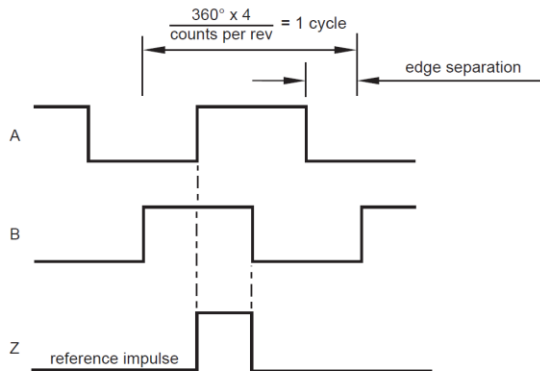 360° x 4
counts per rev
= 1 cycle
edge separation
A
B
Z
reference impulse